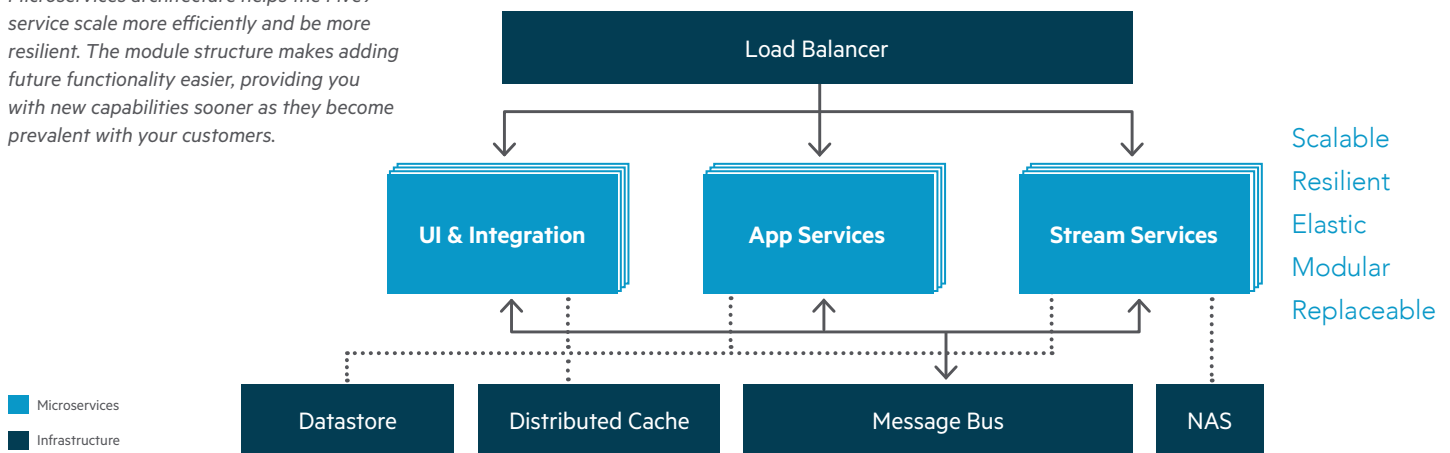 service scale more efficiently and be more
resilient. The module structure makes adding
future functionality easier, providing you
with new capabilities sooner as they become
prevalent with your customers.
Load Balancer
UI & Integration
App Services
Stream Services
Scalable
Resilient
Elastic
Modular
Replaceable
Microservices
Infrastructure
Datastore
Distributed Cache
Message Bus
NAS